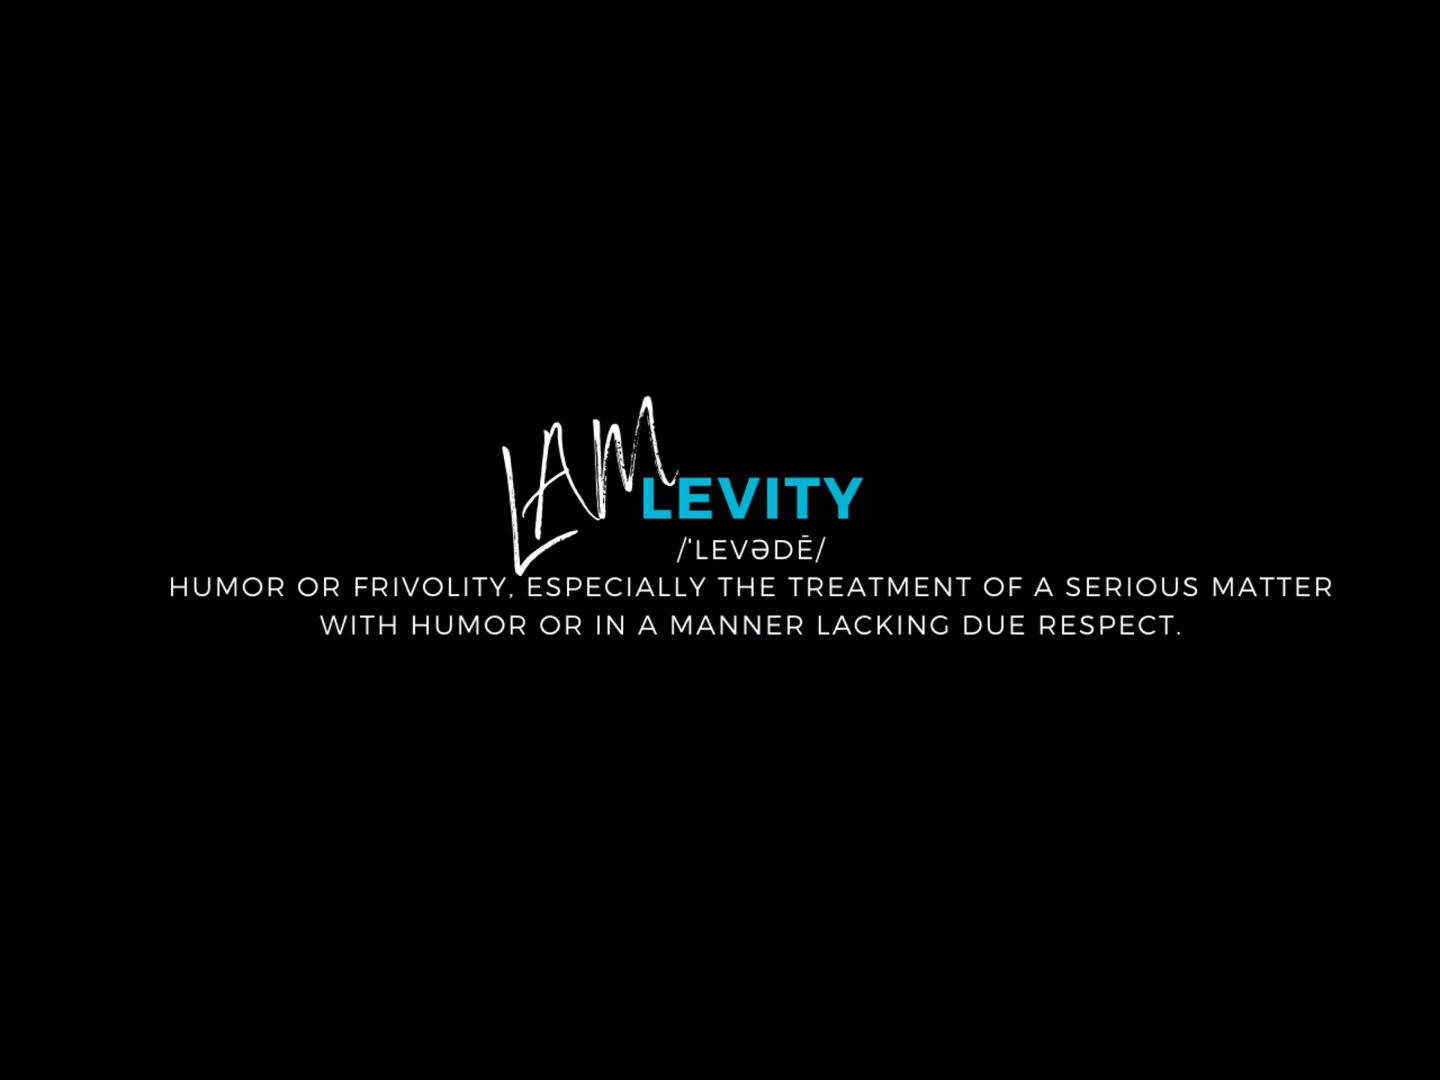 LAM
LEVITY
/ˈLEVƏDĒ/
HUMOR OR FRIVOLITY, ESPECIALLY THE TREATMENT OF A SERIOUS MATTER
WITH HUMOR OR IN A MANNER LACKING DUE RESPECT.